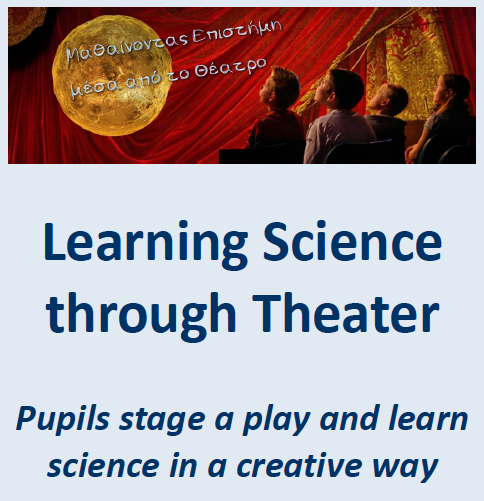 Μαθαίνοντας Επιστήμη
μέσα από το Θέατρο
Learning Science
through Theater
Pupils stage a play and learn
science in a creative way